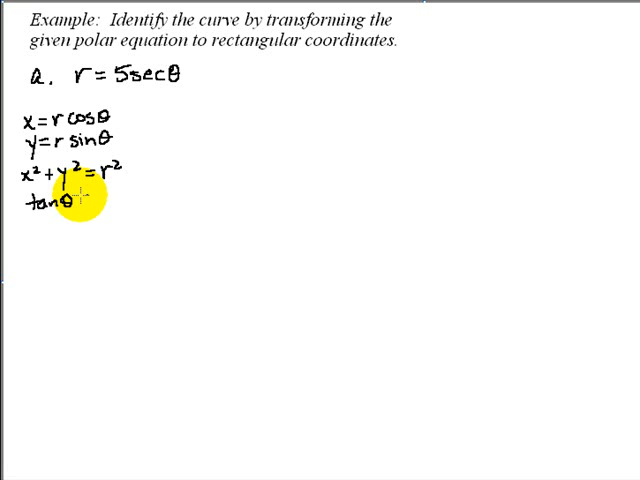 Example: Identify the curve by transforming the
given polar equation to rectangular coordinates.
a. r = 5secθ
x = r cosθ
y = r sinθ
x² + y² = r²
tanθ